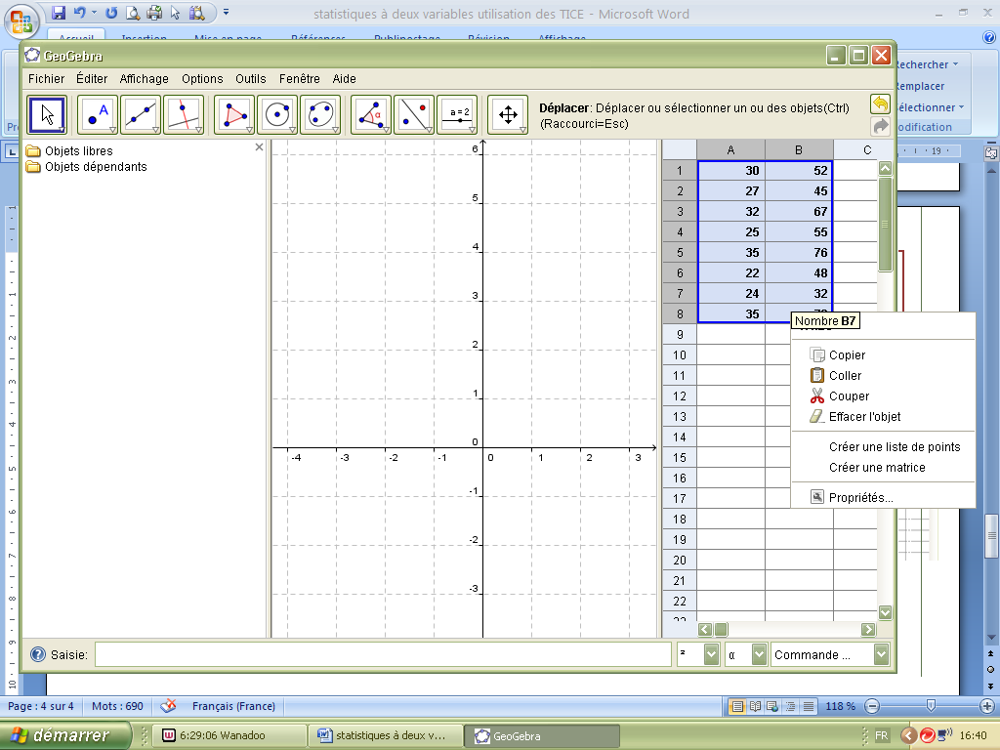 statistiques à deux variables utilisation des TICE - Microsoft Word
Accueil Insertion Mise en page Références Publipostage Révision Affichage
GeoGebra
Fichier Éditer Affichage Options Outils Fenêtre Aide
Rechercher
Remplacer
Sélectionner
Modification
A
α
a = 2
Déplacer: Déplacer ou sélectionner un ou des objets(Ctrl)
(Raccourci=Esc)
Objets libres
Objets dépendants
6
5
4
3
2
1
0
-1
-2
-3
-4 -3 -2 -1 0 1 2 3
A B C
1 30 52
2 27 45
3 32 67
4 25 55
5 35 76
6 22 48
7 24 32
8 35
9
10
11
12
13
14
15
16
17
18
19
20
21
22
23
Nombre B7
Copier
Coller
Couper
Effacer l'objet
Créer une liste de points
Créer une matrice
Propriétés...
19
Saisie: ² α Commande ...
Page : 4 sur 4 Mots : 690 Français (France) 118 %
démarrer 6:29:06 Wanadoo statistiques à deux v... GeoGebra FR 16:40